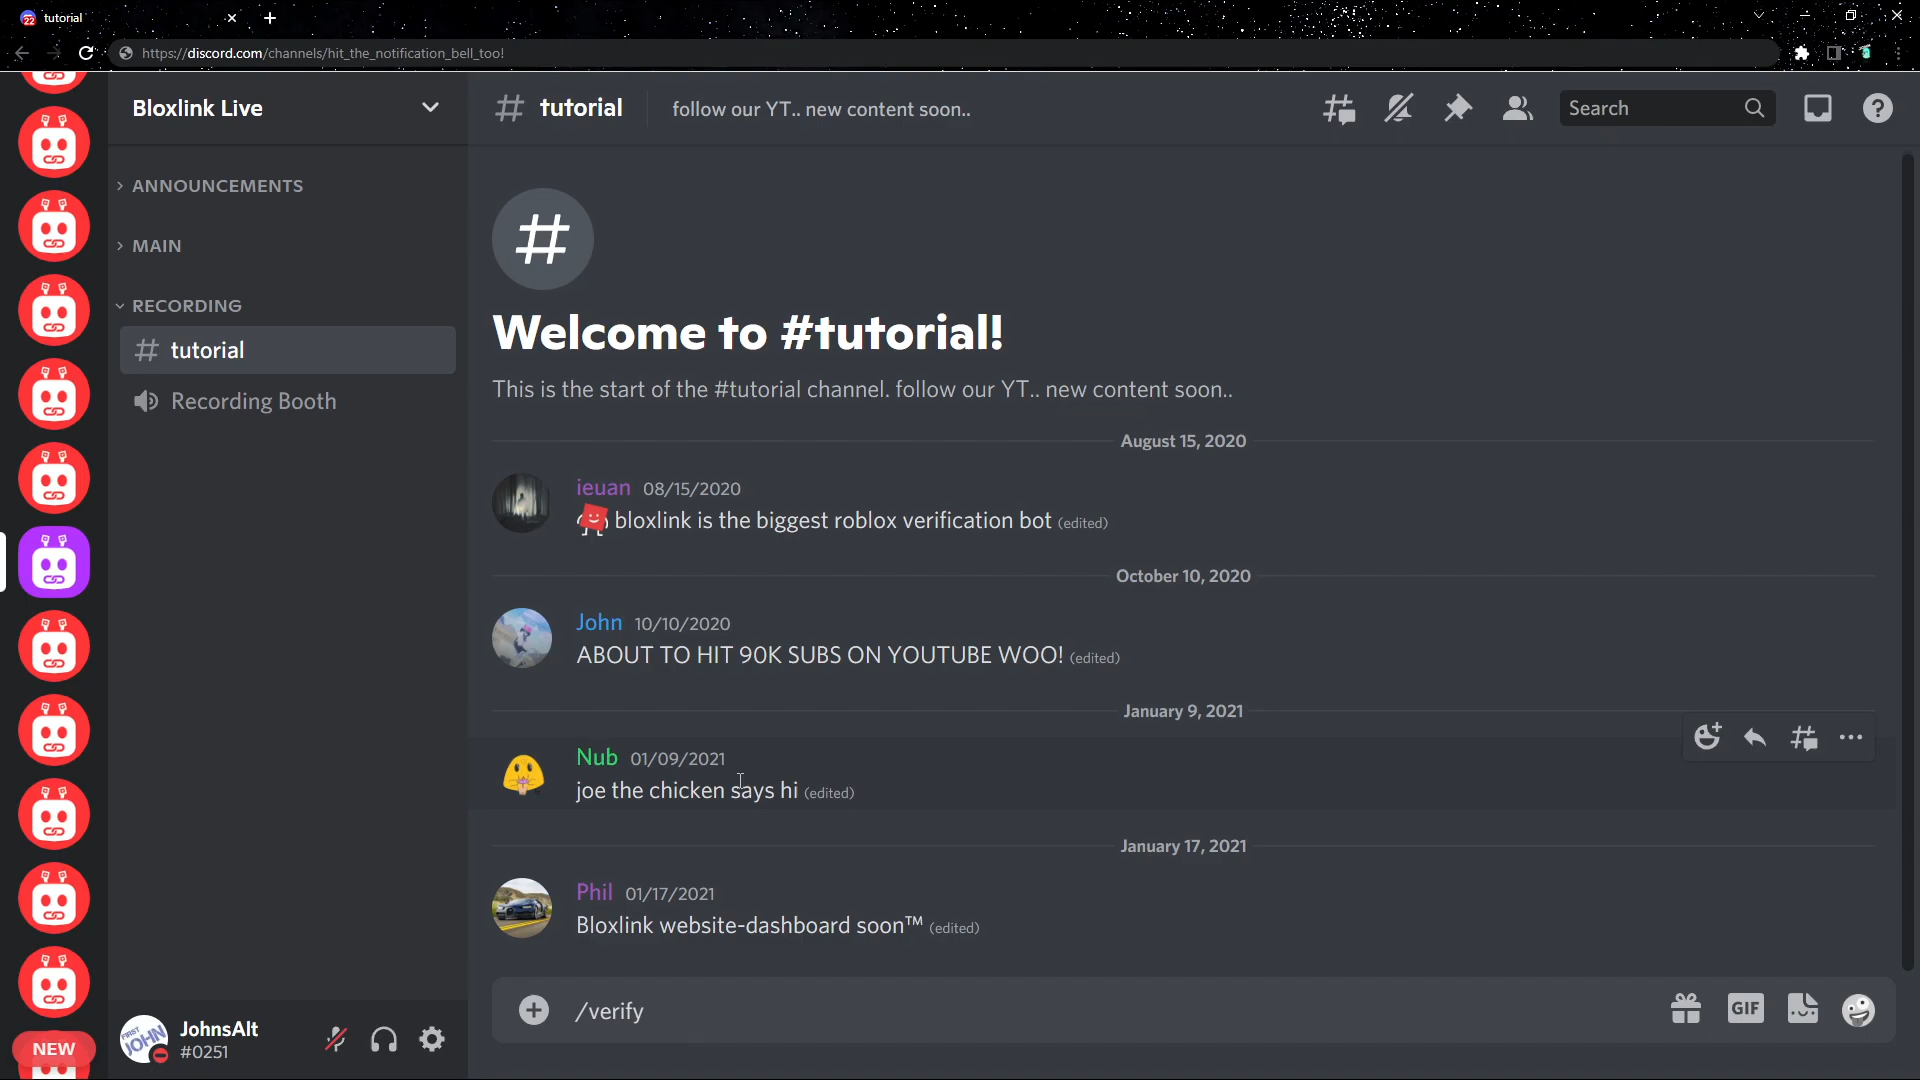 22 tutorial
https://discord.com/channels/hit_the_notification_bell_too!
Bloxlink Live
ANNOUNCEMENTS
MAIN
RECORDING
tutorial
Recording Booth
FIRST JOHN
JohnsAlt
#0251
NEW
# tutorial
follow our YT.. new content soon..
Search
#
Welcome to #tutorial!
This is the start of the #tutorial channel. follow our YT.. new content soon..
August 15, 2020
ieuan 08/15/2020
bloxlink is the biggest roblox verification bot (edited)
October 10, 2020
John 10/10/2020
ABOUT TO HIT 90K SUBS ON YOUTUBE WOO! (edited)
January 9, 2021
Nub 01/09/2021
joe the chicken says hi (edited)
January 17, 2021
Phil 01/17/2021
Bloxlink website-dashboard soon™ (edited)
/verify
GIF